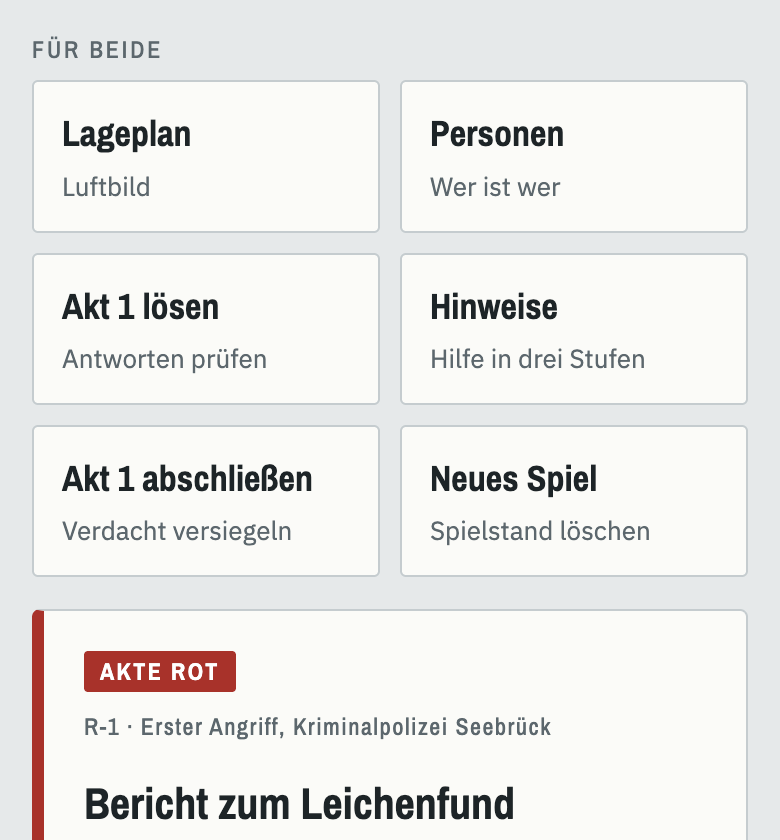 FÜR BEIDE
Lageplan
Luftbild
Personen
Wer ist wer
Akt 1 lösen
Antworten prüfen
Hinweise
Hilfe in drei Stufen
Akt 1 abschließen
Verdacht versiegeln
Neues Spiel
Spielstand löschen
AKTE ROT
R-1 · Erster Angriff, Kriminalpolizei Seebrück
Bericht zum Leichenfund